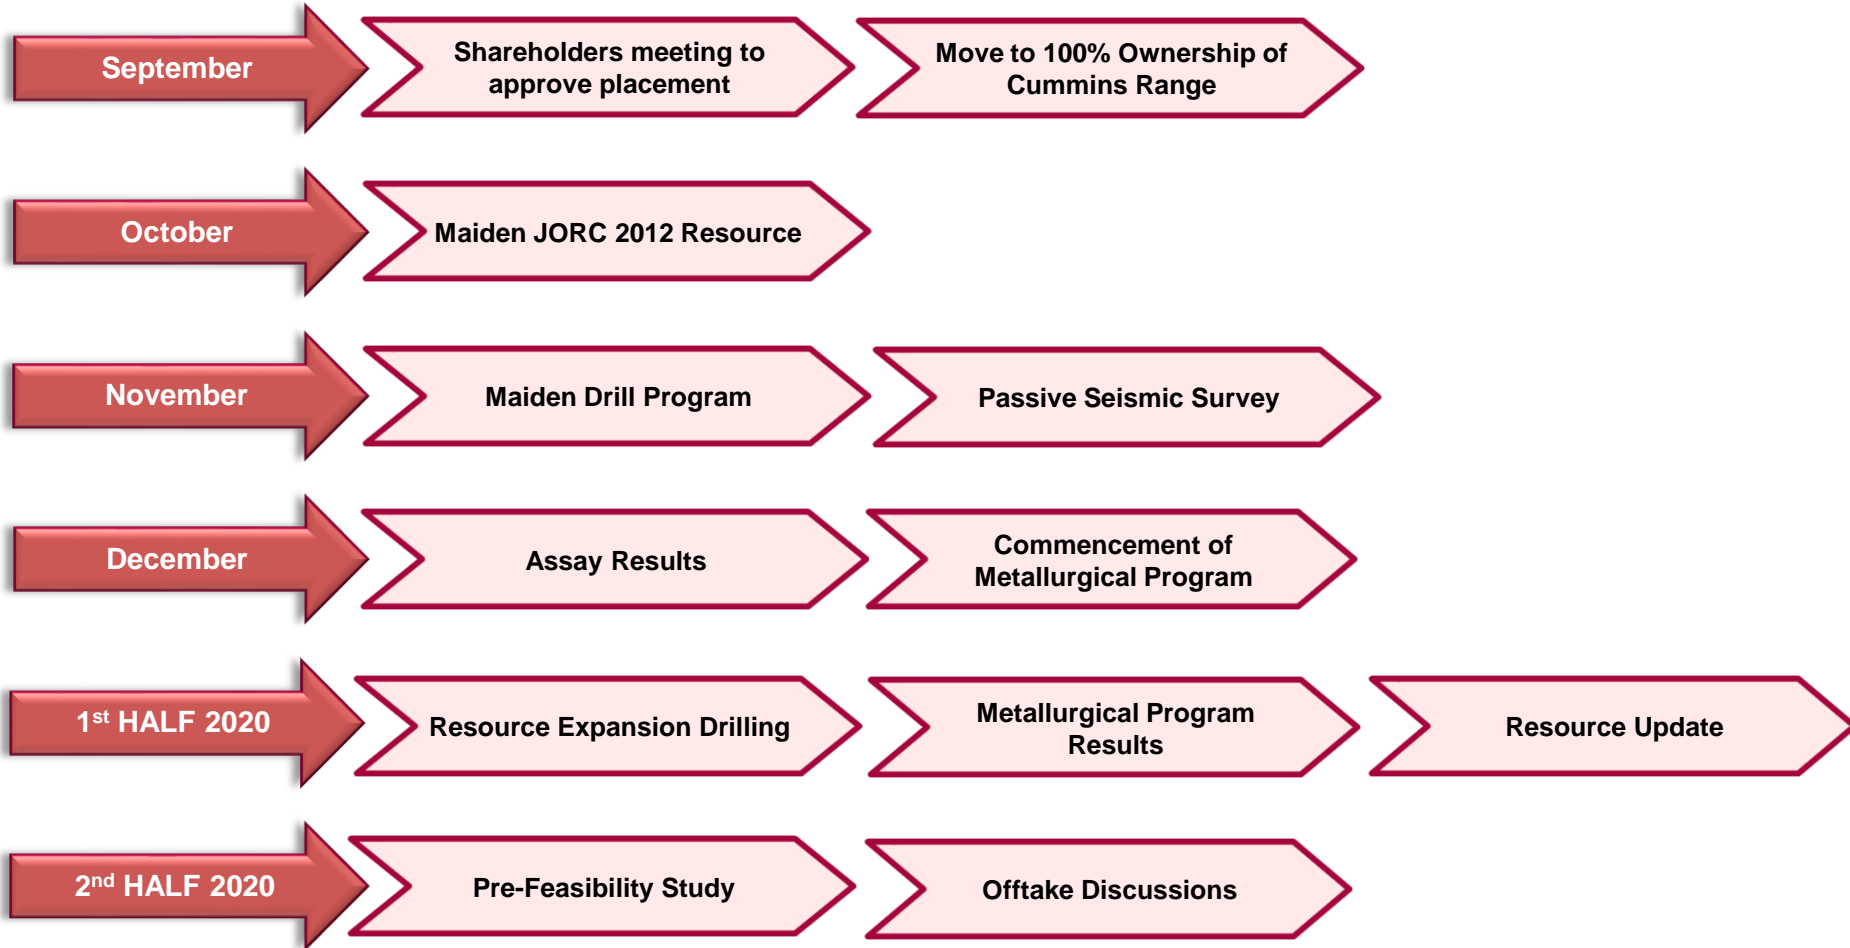 September
Shareholders meeting to
approve placement
Move to 100% Ownership of
Cummins Range
October
Maiden JORC 2012 Resource
November
Maiden Drill Program
Passive Seismic Survey
December
Assay Results
Commencement of
Metallurgical Program
1st HALF 2020
Resource Expansion Drilling
Metallurgical Program
Results
Resource Update
2nd HALF 2020
Pre-Feasibility Study
Offtake Discussions